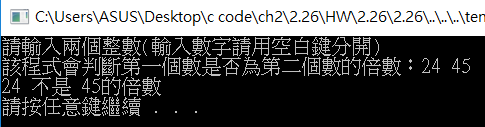 C:\Users\ASUS\Desktop\c code\ch2\2.26\HW\2.26\2.26\..\..\..\ten
請輸入兩個整數(輸入數字請用空白鍵分開)
該程式會判斷第一個數是否為第二個數的倍數：24 45
24 不是 45的倍數
請按任意鍵繼續 . . .